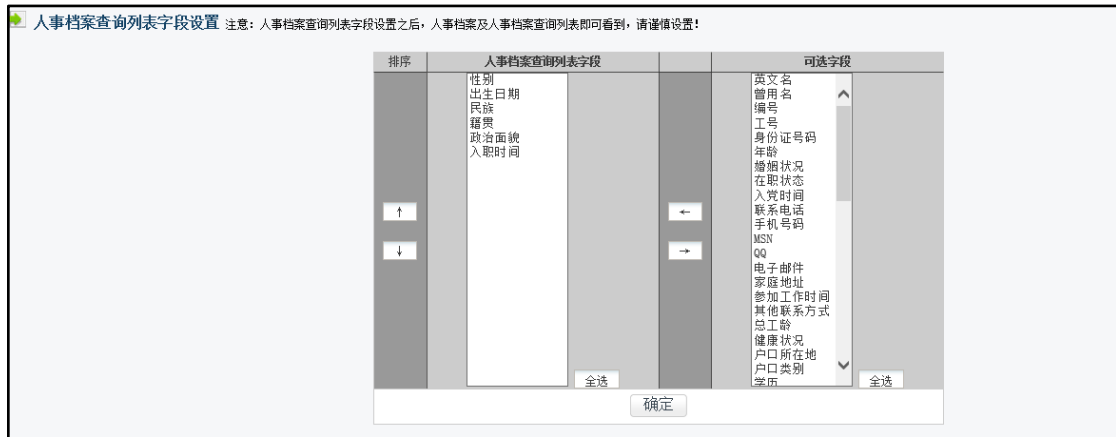 人事档案查询列表字段设置 注意：人事档案查询列表字段设置之后，人事档案及人事档案查询列表即可看到，请谨慎设置！
排序 人事档案查询列表字段 可选字段
性别
出生日期
民族
籍贯
政治面貌
入职时间
↑
↓
全选
←
→
英文名
曾用名
编号
工号
身份证号码
年龄
婚姻状况
在职状态
入党时间
联系电话
手机号码
MSN
QQ
电子邮件
家庭地址
参加工作时间
其他联系方式
总工龄
健康状况
户口所在地
户口类别
学历
全选
确定